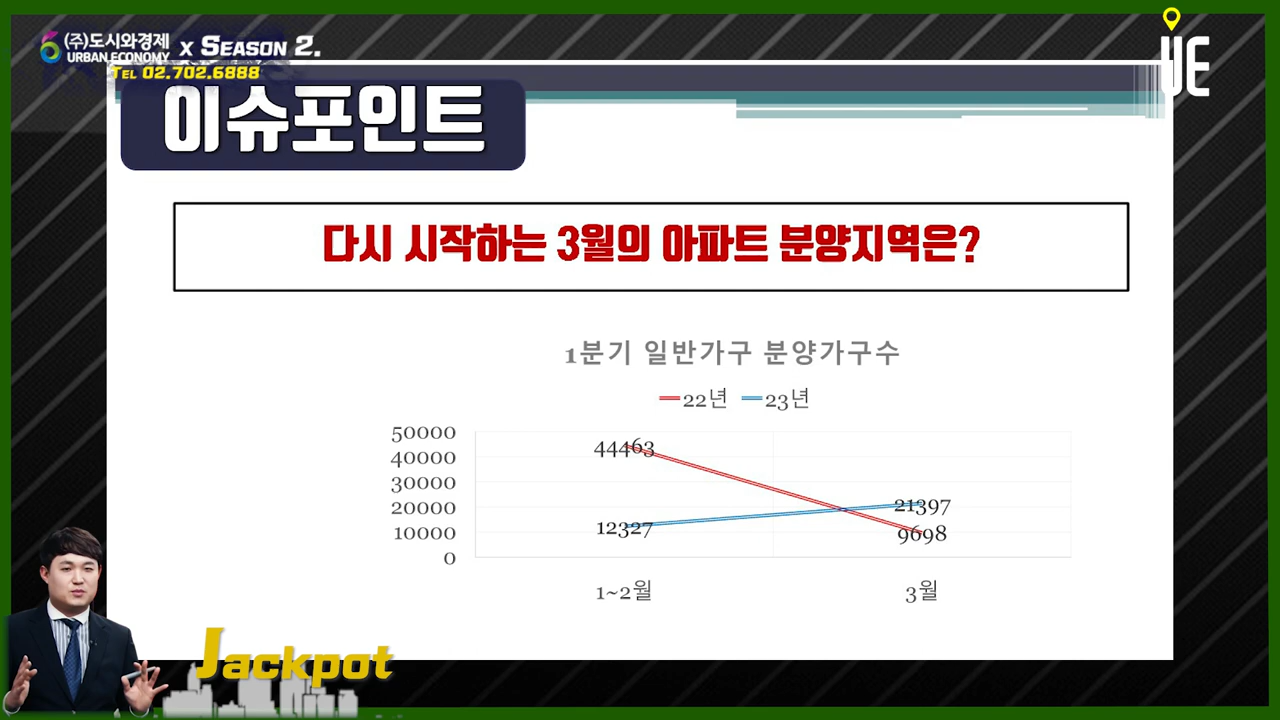 (주)도시와경제
URBAN ECONOMY x SEASON 2.
TEL 02.702.6888
UE
이슈포인트
다시 시작하는 3월의 아파트 분양지역은?
1분기 일반가구 분양가구수
22년 23년
50000
40000
30000
20000
10000
0
44463
12327
21397
9698
1~2월 3월
Jackpot